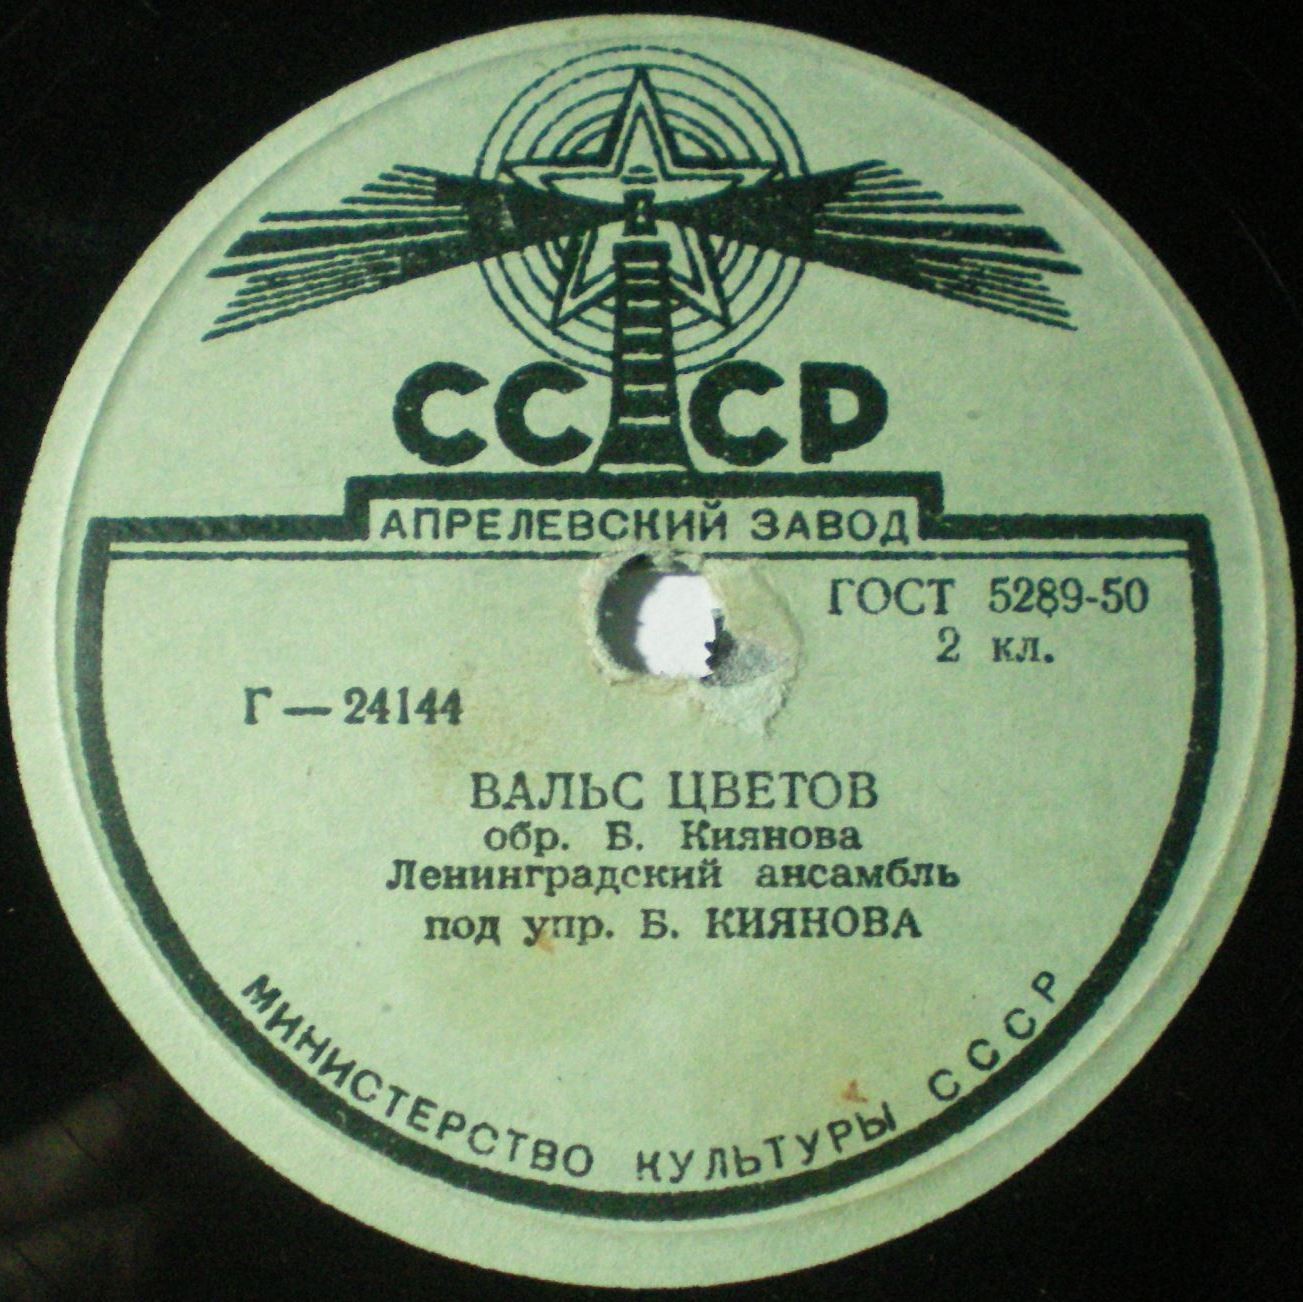 СССР
АПРЕЛЕВСКИЙ ЗАВОД
ГОСТ 5289-50
2 кл.
Г — 24144
ВАЛЬС ЦВЕТОВ
обр. Б. Киянова
Ленинградский ансамбль
под упр. Б. КИЯНОВА
МИНИСТЕРСТВО КУЛЬТУРЫ СССР